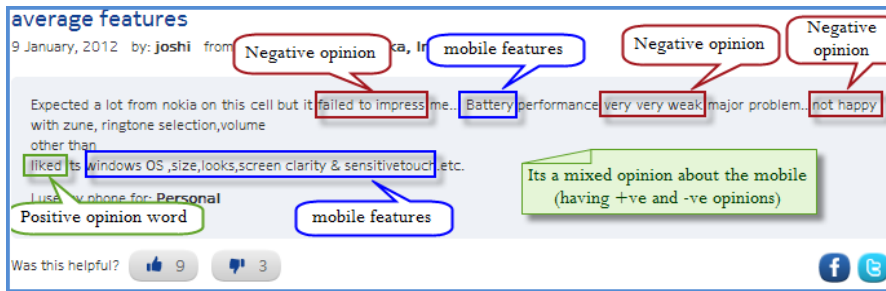 average features
9 January, 2012 by: joshi from
ka, In
Negative opinion
mobile features
Negative opinion
Negative
opinion
Expected a lot from nokia on this cell but it failed to impress me.. Battery performance very very weak major problem.. not happy
with zune, ringtone selection,volume
other than
liked its windows OS ,size,looks,screen clarity & sensitivetouch.etc.
Its a mixed opinion about the mobile
(having +ve and -ve opinions)
I use my phone for: Personal
Positive opinion word
mobile features
Was this helpful? 9 3